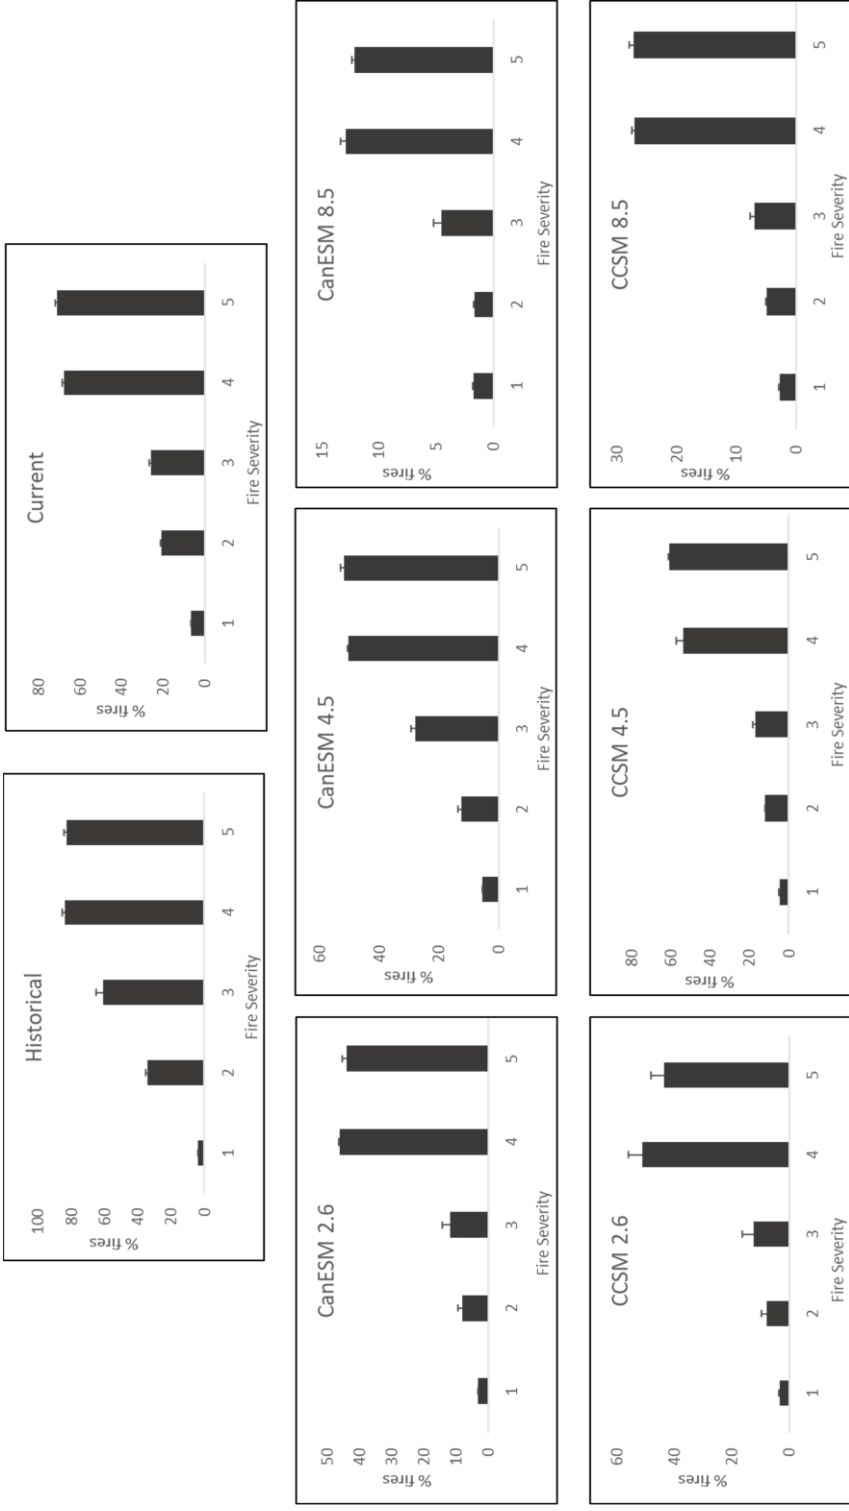 Historical
% fires
100
80
60
40
20
0
1 2 3 4 5
Fire Severity
Current
% fires
80
60
40
20
0
1 2 3 4 5
Fire Severity
CanESM 2.6
% fires
50
40
30
20
10
0
1 2 3 4 5
Fire Severity
CanESM 4.5
% fires
60
40
20
0
1 2 3 4 5
Fire Severity
CanESM 8.5
% fires
15
10
5
0
1 2 3 4 5
Fire Severity
CCSM 2.6
% fires
60
40
20
0
1 2 3 4 5
Fire Severity
CCSM 4.5
% fires
80
60
40
20
0
1 2 3 4 5
Fire Severity
CCSM 8.5
% fires
30
20
10
0
1 2 3 4 5
Fire Severity